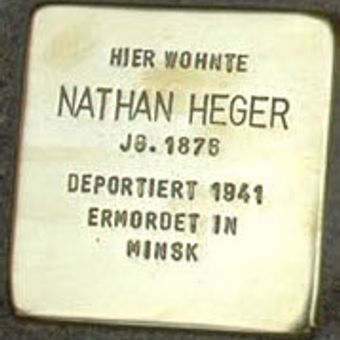 HIER WOHNTE
NATHAN HEGER
JG. 1876
DEPORTIERT 1941
ERMORDET IN
MINSK